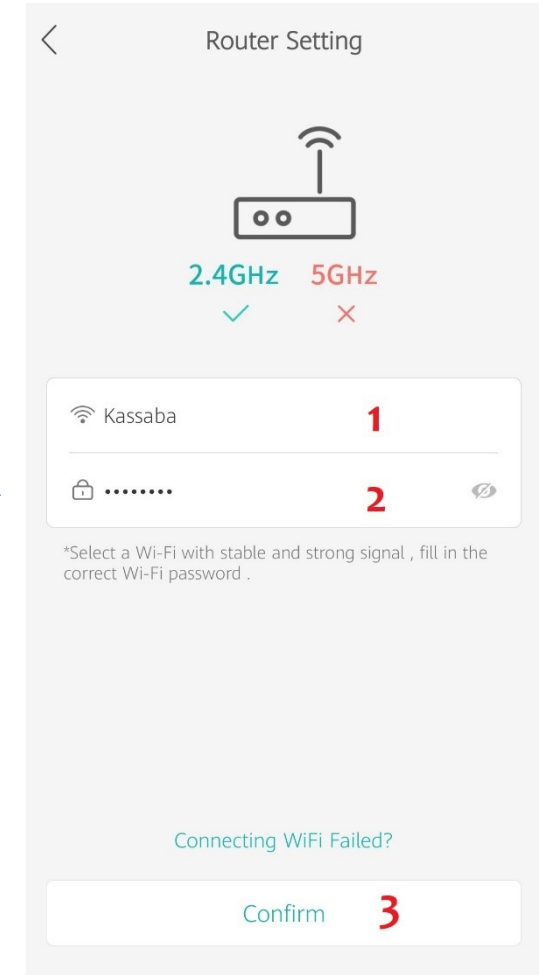 Router Setting
2.4GHz 5GHz
Kassaba 1
•••••••• 2
*Select a Wi-Fi with stable and strong signal , fill in the
correct Wi-Fi password .
Connecting WiFi Failed?
Confirm 3